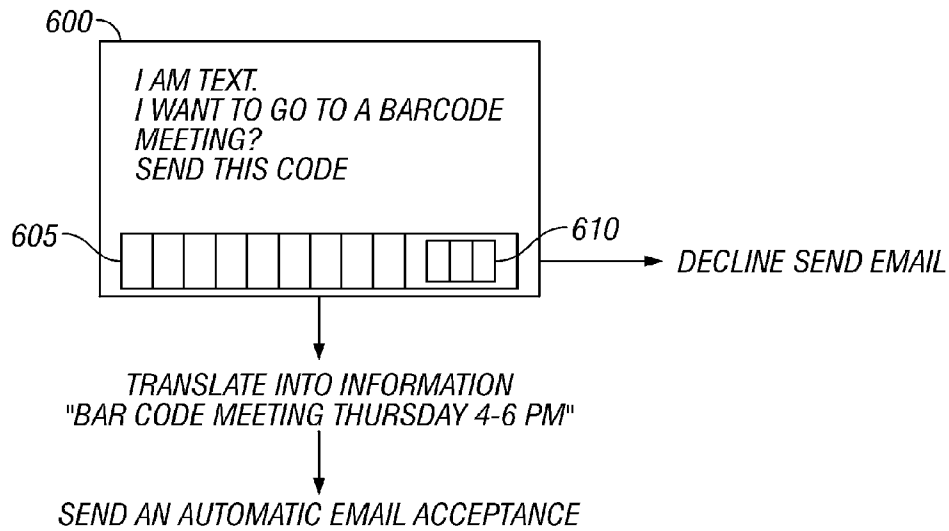 600
I AM TEXT.
I WANT TO GO TO A BARCODE
MEETING?
SEND THIS CODE
605
610
DECLINE SEND EMAIL
TRANSLATE INTO INFORMATION
"BAR CODE MEETING THURSDAY 4-6 PM"
SEND AN AUTOMATIC EMAIL ACCEPTANCE